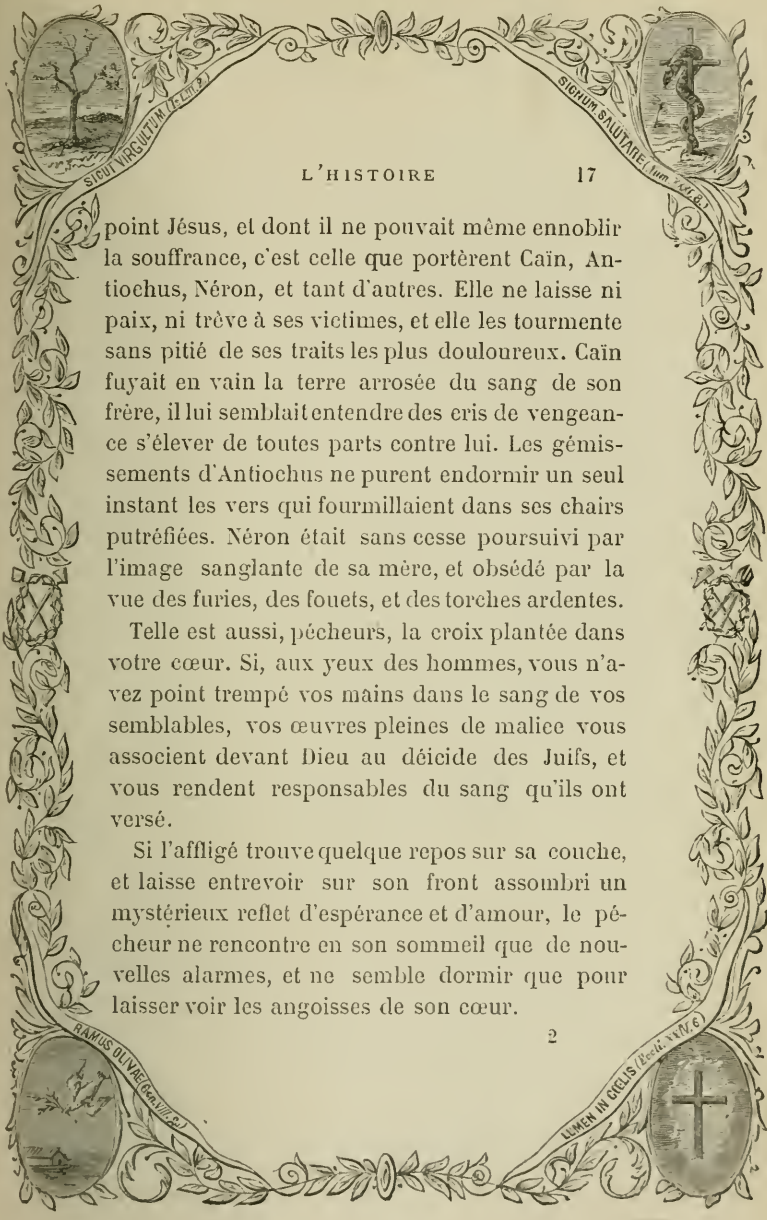 SICUT VIRGULTUM
SIGNUM SALUTARE
L'HISTOIRE 17
point Jésus, et dont il ne pouvait même ennoblir
la souffrance, c'est celle que portèrent Caïn, An-
tiochus, Néron, et tant d'autres. Elle ne laisse ni
paix, ni trêve à ses victimes, et elle les tourmente
sans pitié de ses traits les plus douloureux. Caïn
fuyait en vain la terre arrosée du sang de son
frère, il lui semblait entendre des cris de vengean-
ce s'élever de toutes parts contre lui. Les gémis-
sements d'Antiochus ne purent endormir un seul
instant les vers qui fourmillaient dans ses chairs
putréfiées. Néron était sans cesse poursuivi par
l'image sanglante de sa mère, et obsédé par la
vue des furies, des fouets, et des torches ardentes.
Telle est aussi, pécheurs, la croix plantée dans
votre cœur. Si, aux yeux des hommes, vous n'a-
vez point trempé vos mains dans le sang de vos
semblables, vos œuvres pleines de malice vous
associent devant Dieu au déicide des Juifs, et
vous rendent responsables du sang qu'ils ont
versé.
Si l'affligé trouve quelque repos sur sa couche,
et laisse entrevoir sur son front assombri un
mystérieux reflet d'espérance et d'amour, le pé-
cheur ne rencontre en son sommeil que de nou-
velles alarmes, et ne semble dormir que pour
laisser voir les angoisses de son cœur.
2
RAMUS OLIVAE
LUMEN IN CŒLIS (Eccli. XXIV. 6)